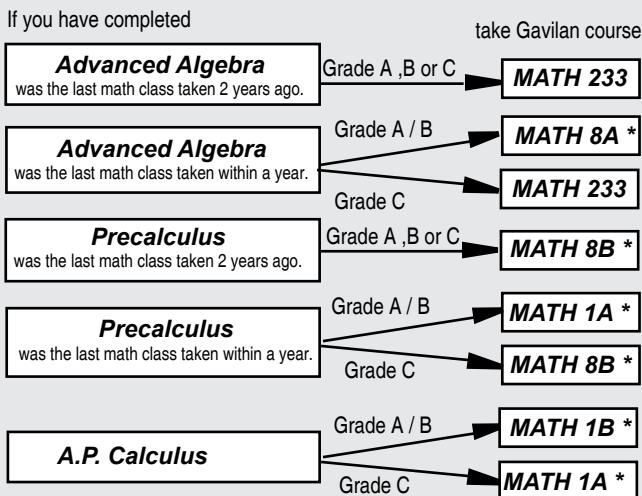 If you have completed
take Gavilan course
Advanced Algebra
was the last math class taken 2 years ago.
Grade A ,B or C
MATH 233
Advanced Algebra
was the last math class taken within a year.
Grade A / B
MATH 8A *
Grade C
MATH 233
Precalculus
was the last math class taken 2 years ago.
Grade A ,B or C
MATH 8B *
Precalculus
was the last math class taken within a year.
Grade A / B
MATH 1A *
Grade C
MATH 8B *
A.P. Calculus
Grade A / B
MATH 1B *
Grade C
MATH 1A *